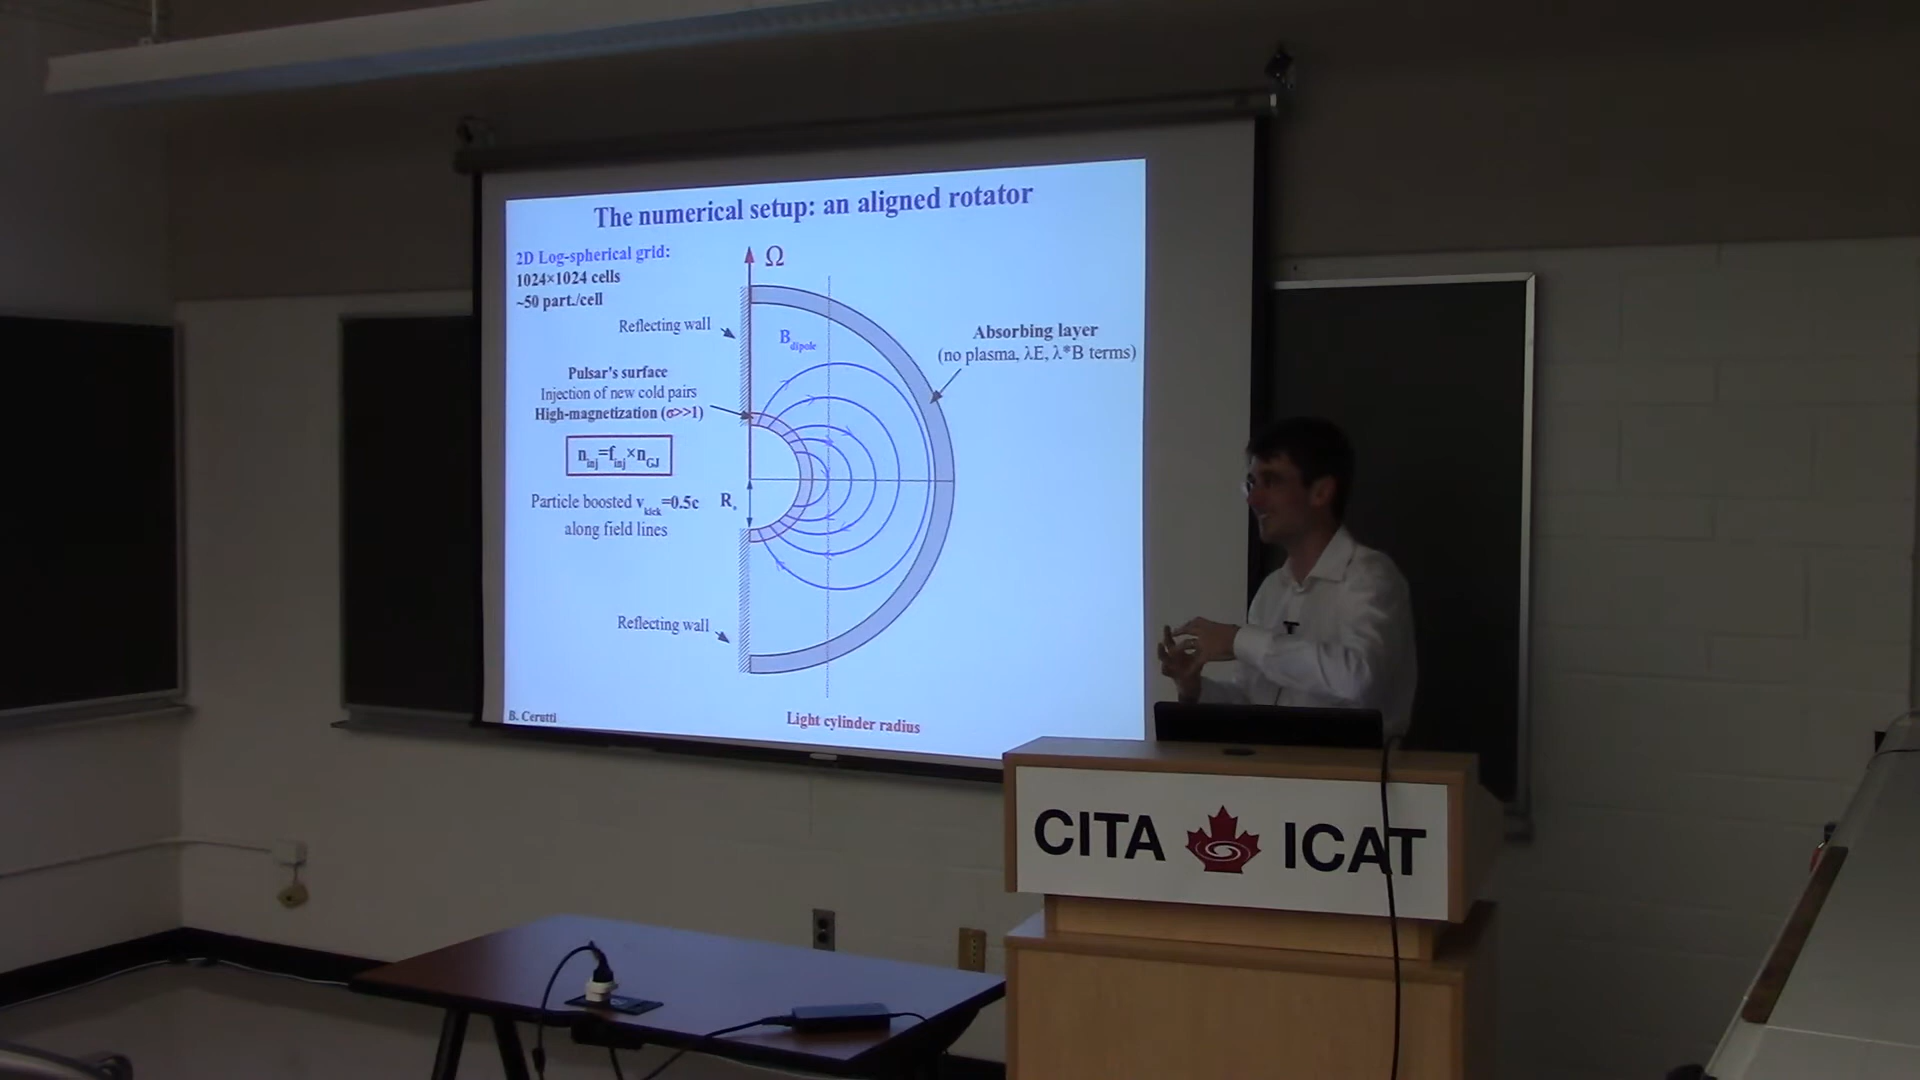 The numerical setup: an aligned rotator
2D Log-spherical grid:
1024×1024 cells
~50 part./cell
Ω
Reflecting wall
B dipole
Absorbing layer
(no plasma, λE, λ*B terms)
Pulsar's surface
Injection of new cold pairs
High-magnetization (σ>>1)
n inj=f inj×n GJ
Particle boosted v kick=0.5c
along field lines
R*
Reflecting wall
B. Cerutti
Light cylinder radius
CITA ICAT